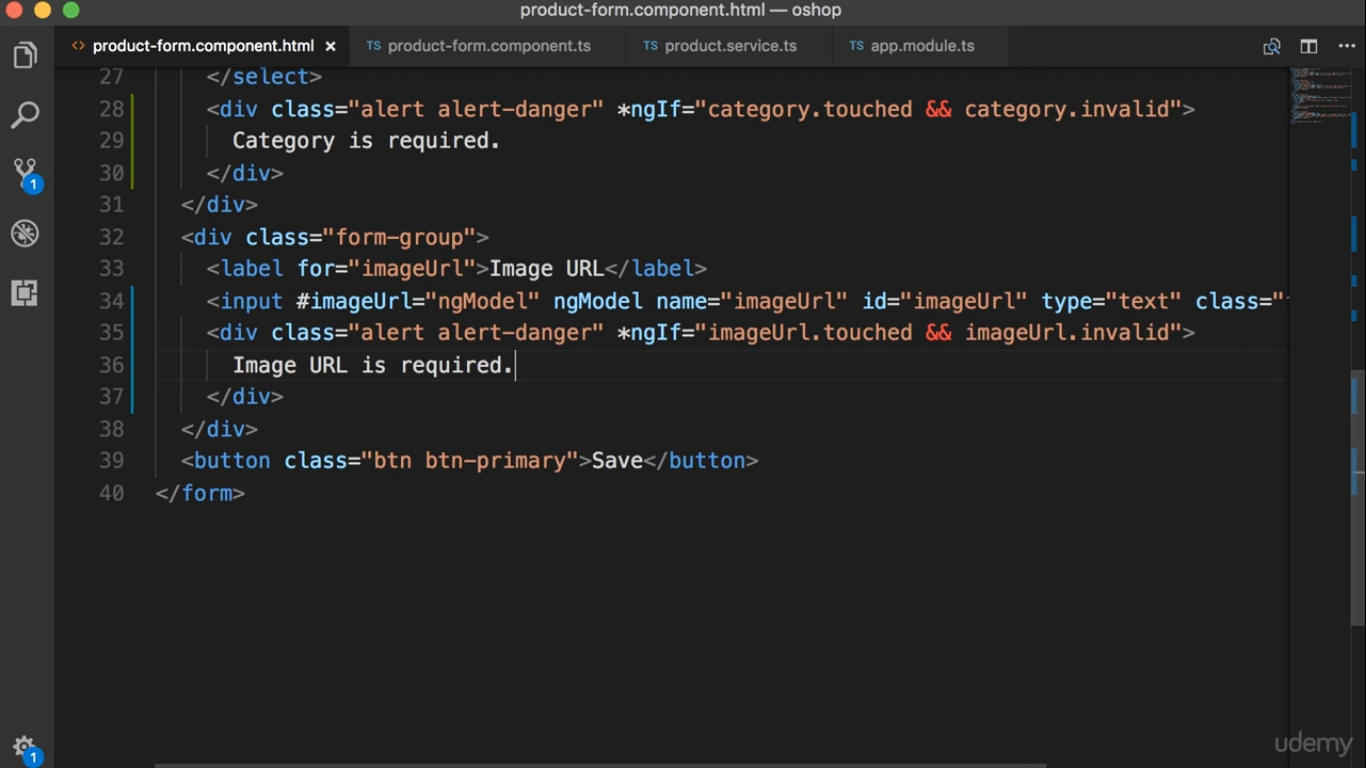 product-form.component.html — oshop
<> product-form.component.html × TS product-form.component.ts TS product.service.ts TS app.module.ts
27 </select>
28 <div class="alert alert-danger" *ngIf="category.touched && category.invalid">
29 Category is required.
30 </div>
31 </div>
32 <div class="form-group">
33 <label for="imageUrl">Image URL</label>
34 <input #imageUrl="ngModel" ngModel name="imageUrl" id="imageUrl" type="text" class="
35 <div class="alert alert-danger" *ngIf="imageUrl.touched && imageUrl.invalid">
36 Image URL is required.
37 </div>
38 </div>
39 <button class="btn btn-primary">Save</button>
40 </form>
1
1
udemy